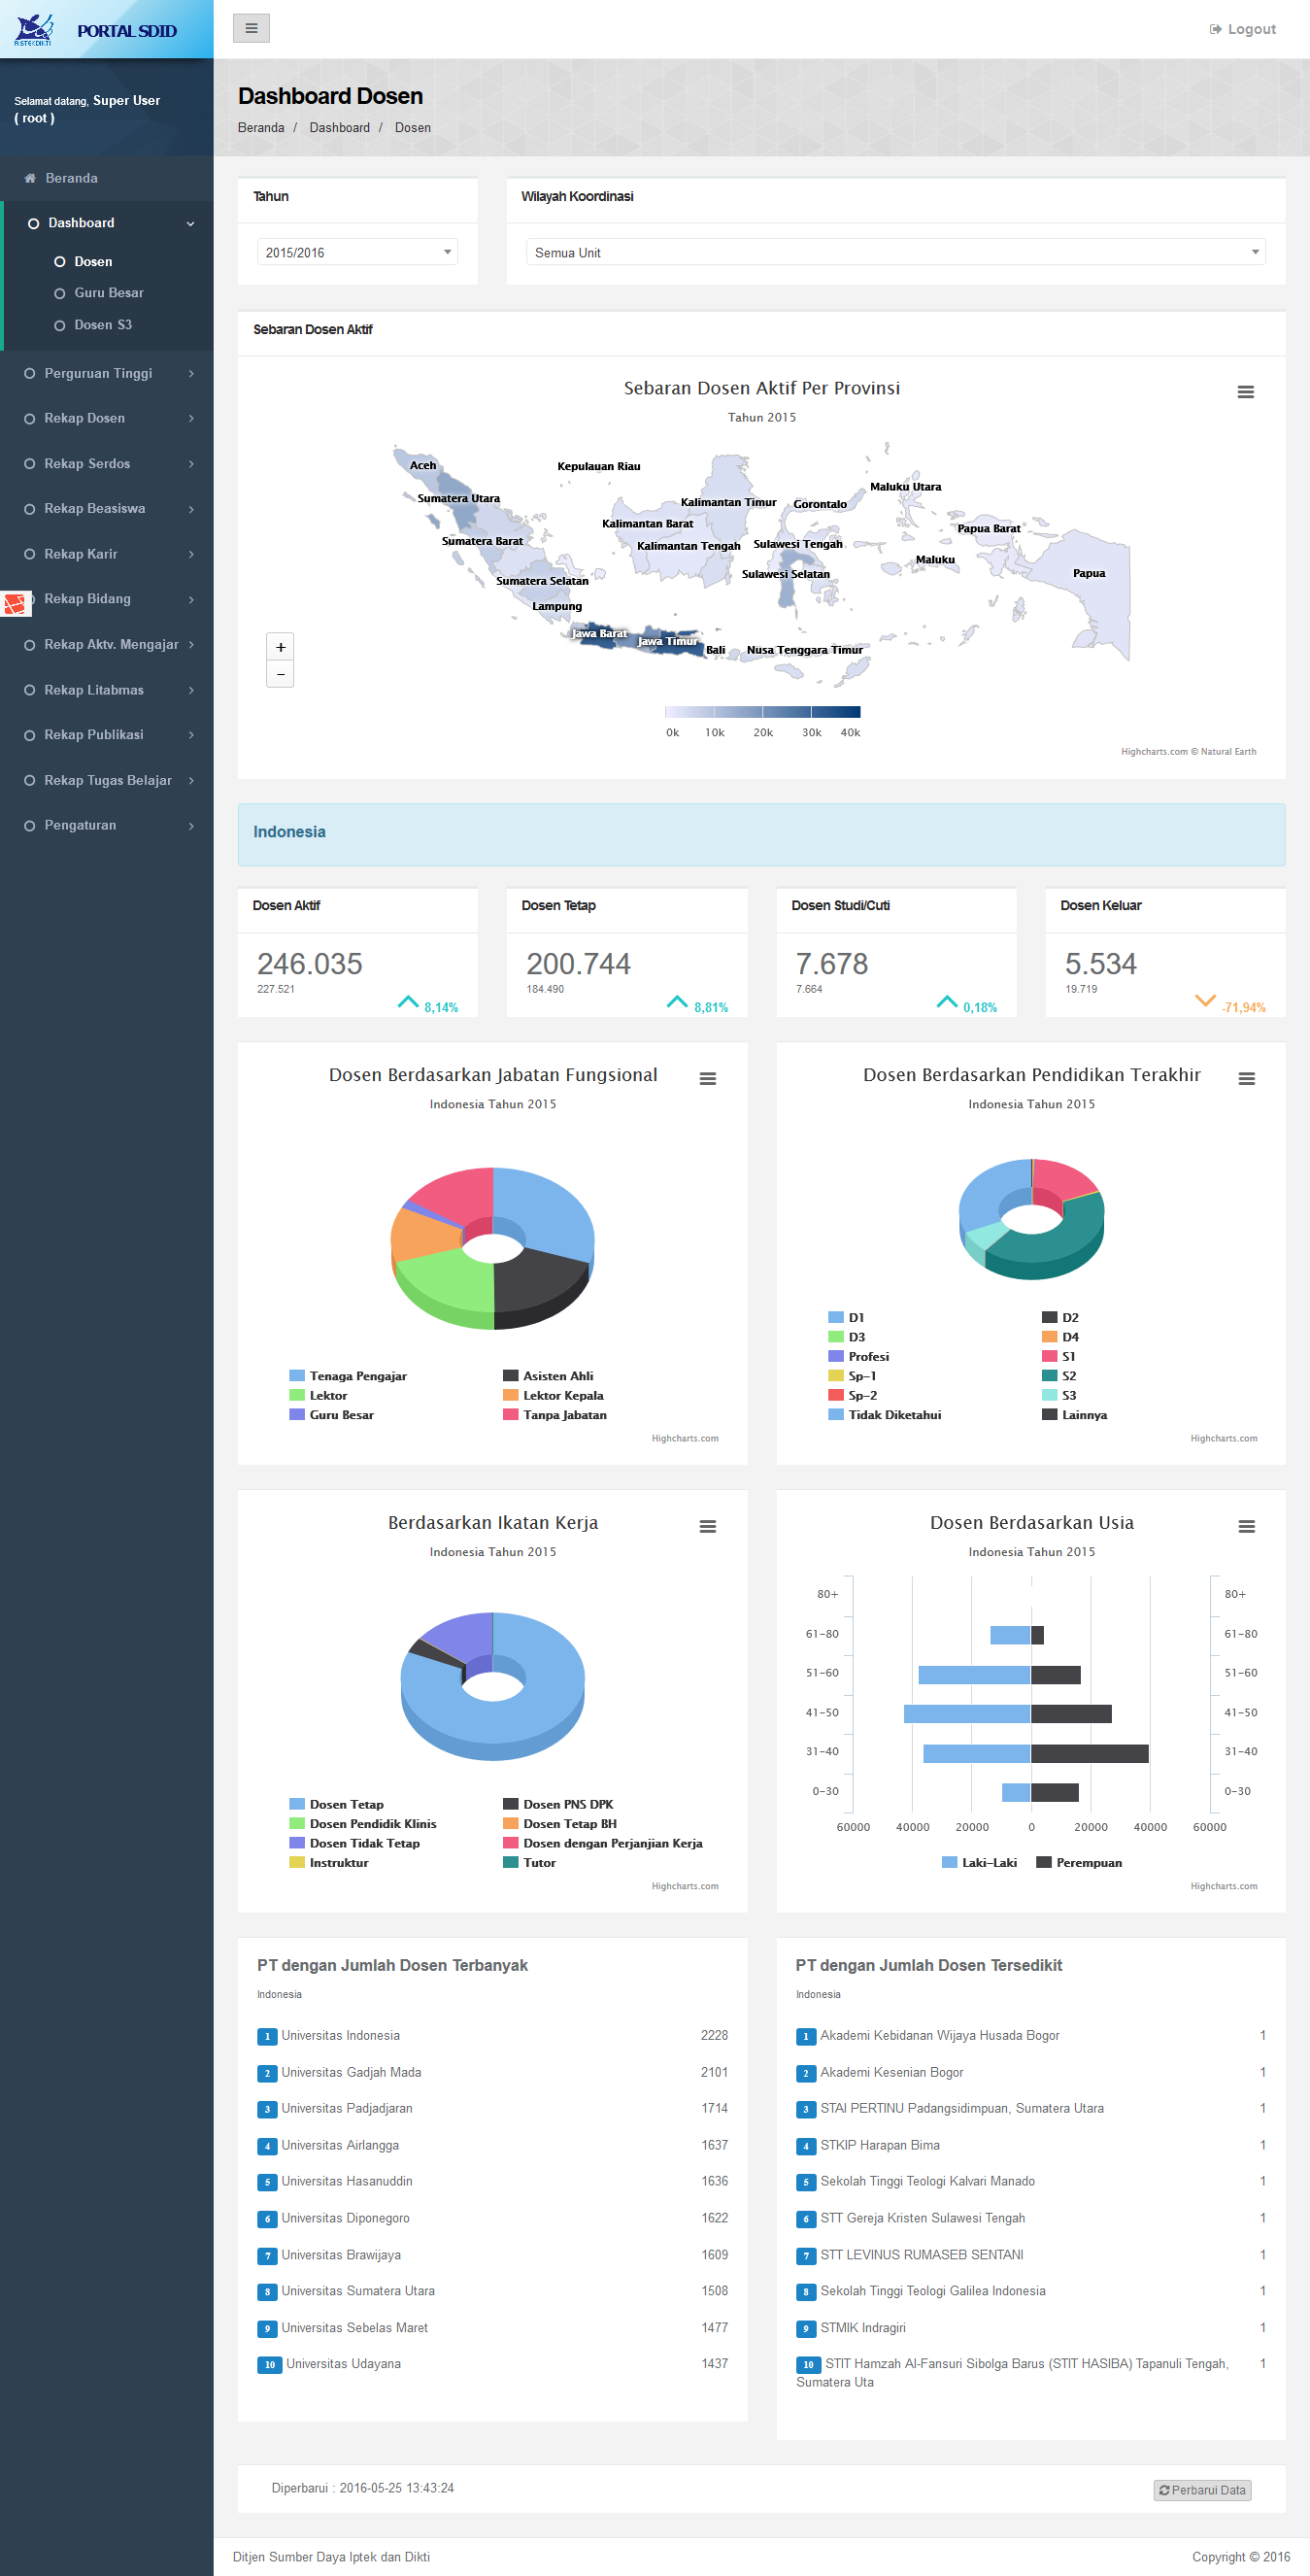 RISTEKDIKTI
PORTAL SDID
Logout
Selamat datang, Super User
( root )
Dashboard Dosen
Beranda / Dashboard / Dosen
Beranda
Dashboard
Dosen
Guru Besar
Dosen S3
Perguruan Tinggi
Rekap Dosen
Rekap Serdos
Rekap Beasiswa
Rekap Karir
Rekap Bidang
Rekap Aktv. Mengajar
Rekap Litabmas
Rekap Publikasi
Rekap Tugas Belajar
Pengaturan
Tahun
2015/2016
Wilayah Koordinasi
Semua Unit
Sebaran Dosen Aktif
Sebaran Dosen Aktif Per Provinsi
Tahun 2015
Aceh
Kepulauan Riau
Sumatera Utara
Kalimantan Timur
Gorontalo
Maluku Utara
Kalimantan Barat
Papua Barat
Sumatera Barat
Kalimantan Tengah
Sulawesi Tengah
Maluku
Sumatera Selatan
Sulawesi Selatan
Papua
Lampung
Jawa Barat
Jawa Timur
Bali
Nusa Tenggara Timur
+
−
0k 10k 20k 30k 40k
Highcharts.com © Natural Earth
Indonesia
Dosen Aktif
246.035
227.521
8,14%
Dosen Tetap
200.744
184.490
8,81%
Dosen Studi/Cuti
7.678
7.664
0,18%
Dosen Keluar
5.534
19.719
-71,94%
Dosen Berdasarkan Jabatan Fungsional
Indonesia Tahun 2015
Tenaga Pengajar Asisten Ahli
Lektor Lektor Kepala
Guru Besar Tanpa Jabatan
Highcharts.com
Dosen Berdasarkan Pendidikan Terakhir
Indonesia Tahun 2015
D1 D2
D3 D4
Profesi S1
Sp-1 S2
Sp-2 S3
Tidak Diketahui Lainnya
Highcharts.com
Berdasarkan Ikatan Kerja
Indonesia Tahun 2015
Dosen Tetap Dosen PNS DPK
Dosen Pendidik Klinis Dosen Tetap BH
Dosen Tidak Tetap Dosen dengan Perjanjian Kerja
Instruktur Tutor
Highcharts.com
Dosen Berdasarkan Usia
Indonesia Tahun 2015
80+ 80+
61-80 61-80
51-60 51-60
41-50 41-50
31-40 31-40
0-30 0-30
60000 40000 20000 0 20000 40000 60000
Laki-Laki Perempuan
Highcharts.com
PT dengan Jumlah Dosen Terbanyak
Indonesia
1 Universitas Indonesia 2228
2 Universitas Gadjah Mada 2101
3 Universitas Padjadjaran 1714
4 Universitas Airlangga 1637
5 Universitas Hasanuddin 1636
6 Universitas Diponegoro 1622
7 Universitas Brawijaya 1609
8 Universitas Sumatera Utara 1508
9 Universitas Sebelas Maret 1477
10 Universitas Udayana 1437
PT dengan Jumlah Dosen Tersedikit
Indonesia
1 Akademi Kebidanan Wijaya Husada Bogor 1
2 Akademi Kesenian Bogor 1
3 STAI PERTINU Padangsidimpuan, Sumatera Utara 1
4 STKIP Harapan Bima 1
5 Sekolah Tinggi Teologi Kalvari Manado 1
6 STT Gereja Kristen Sulawesi Tengah 1
7 STT LEVINUS RUMASEB SENTANI 1
8 Sekolah Tinggi Teologi Galilea Indonesia 1
9 STMIK Indragiri 1
10 STIT Hamzah Al-Fansuri Sibolga Barus (STIT HASIBA) Tapanuli Tengah, 1
Sumatera Uta
Diperbarui : 2016-05-25 13:43:24
Perbarui Data
Ditjen Sumber Daya Iptek dan Dikti
Copyright © 2016